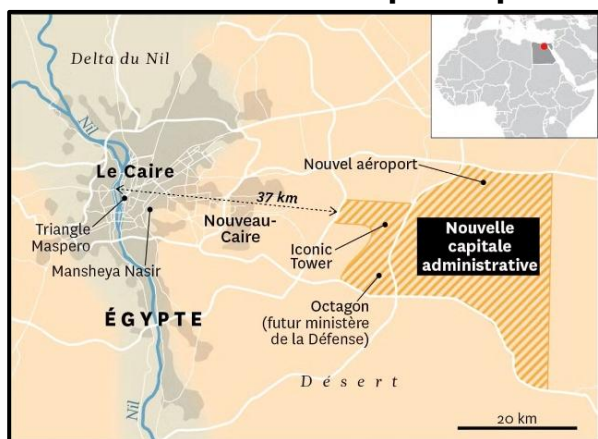 Delta du Nil
Nil
Le Caire
Nouvel aéroport
37 km
Triangle
Maspero
Nouveau-
Caire
Mansheya Nasir
Iconic
Tower
Nouvelle
capitale
administrative
ÉGYPTE
Octagon
(futur ministère
de la Défense)
Désert
Nil
20 km